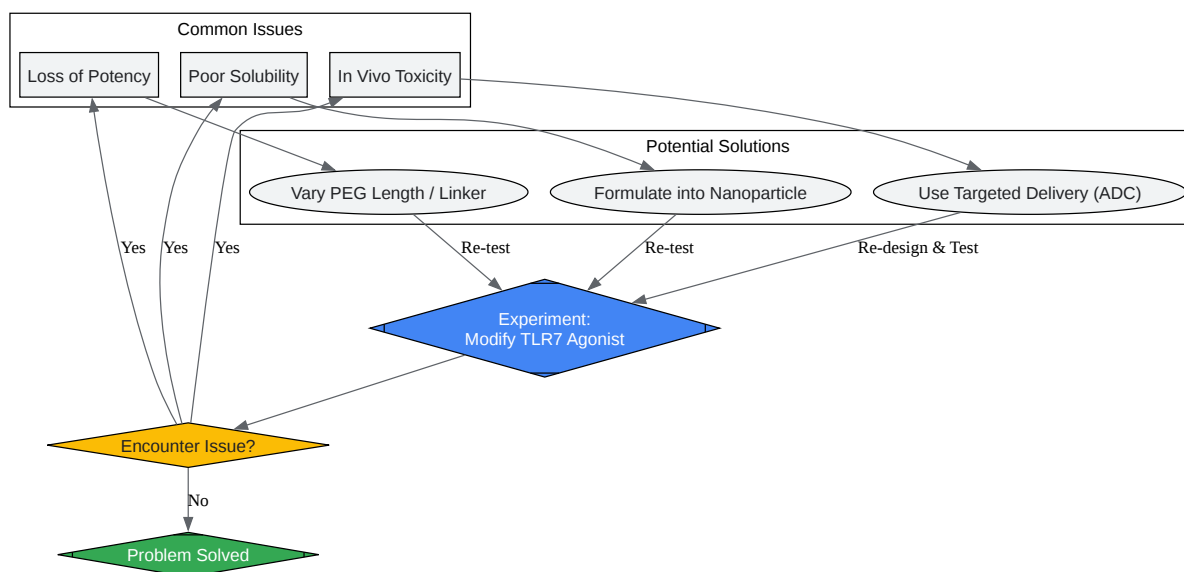 Common Issues
Loss of Potency
Poor Solubility
In Vivo Toxicity
Potential Solutions
Vary PEG Length / Linker
Formulate into Nanoparticle
Use Targeted Delivery (ADC)
Yes
Yes
Yes
Re-test
Re-test
Re-design & Test
Experiment:
Modify TLR7 Agonist
Encounter Issue?
No
Problem Solved